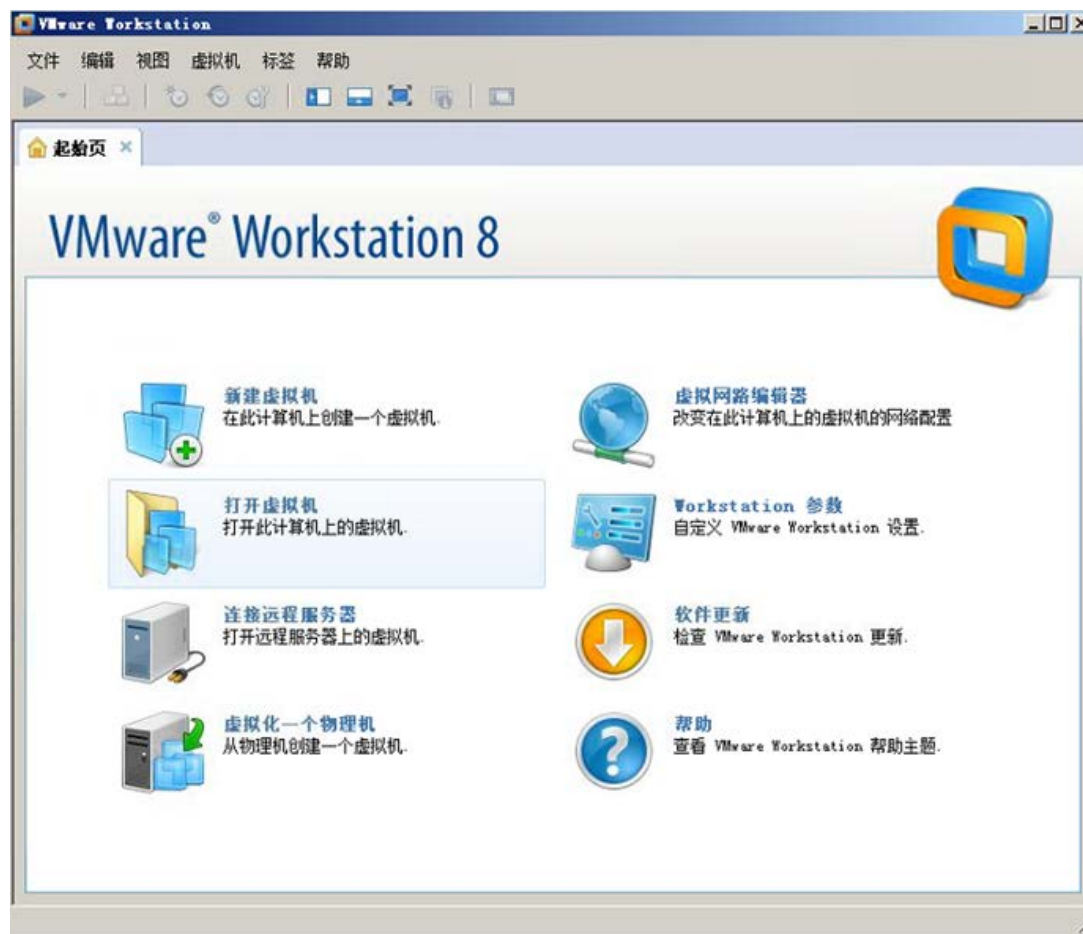 VMware Workstation
文件 编辑 视图 虚拟机 标签 帮助
起始页
VMware® Workstation 8
新建虚拟机
在此计算机上创建一个虚拟机.
打开虚拟机
打开此计算机上的虚拟机.
连接远程服务器
打开远程服务器上的虚拟机.
虚拟化一个物理机
从物理机创建一个虚拟机.
虚拟网路编辑器
改变在此计算机上的虚拟机的网络配置
Workstation 参数
自定义 VMware Workstation 设置.
软件更新
检查 VMware Workstation 更新.
帮助
查看 VMware Workstation 帮助主题.